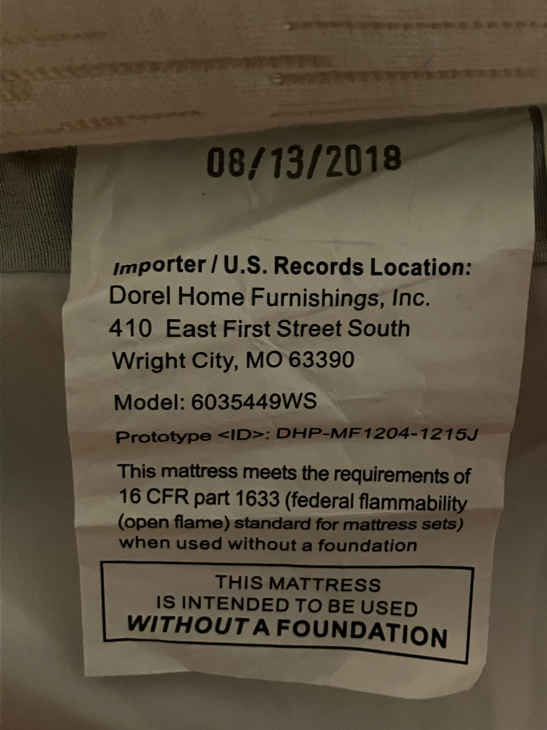 08/13/2018
Importer / U.S. Records Location:
Dorel Home Furnishings, Inc.
410 East First Street South
Wright City, MO 63390
Model: 6035449WS
Prototype <ID>: DHP-MF1204-1215J
This mattress meets the requirements of
16 CFR part 1633 (federal flammability
(open flame) standard for mattress sets)
when used without a foundation
THIS MATTRESS
IS INTENDED TO BE USED
WITHOUT A FOUNDATION